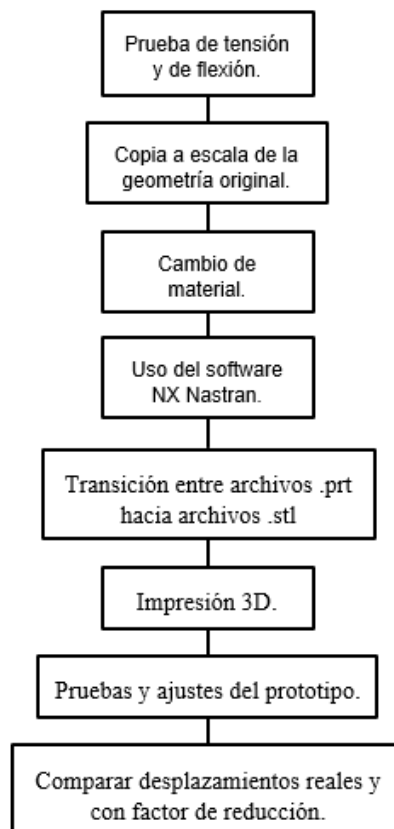 Prueba de tensión
y de flexión.
Copia a escala de la
geometría original.
Cambio de
material.
Uso del software
NX Nastran.
Transición entre archivos .prt
hacia archivos .stl
Impresión 3D.
Pruebas y ajustes del prototipo.
Comparar desplazamientos reales y
con factor de reducción.